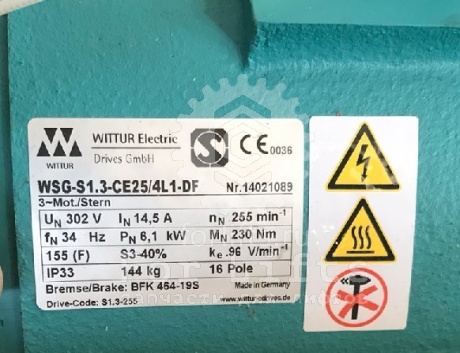 WITTUR
WITTUR Electric
Drives GmbH
S
CE 0036
WSG-S1.3-CE25/4L1-DF Nr.14021089
3~Mot./Stern
UN 302 V IN 14,5 A nN 255 min-1
fN 34 Hz PN 6,1 kW MN 230 Nm
155 (F) S3-40% ke .96 V/min-1
IP33 144 kg 16 Pole
Bremse/Brake: BFK 464-19S Made in Germany
Drive-Code: S1.3-255 www.wittur-edrives.de